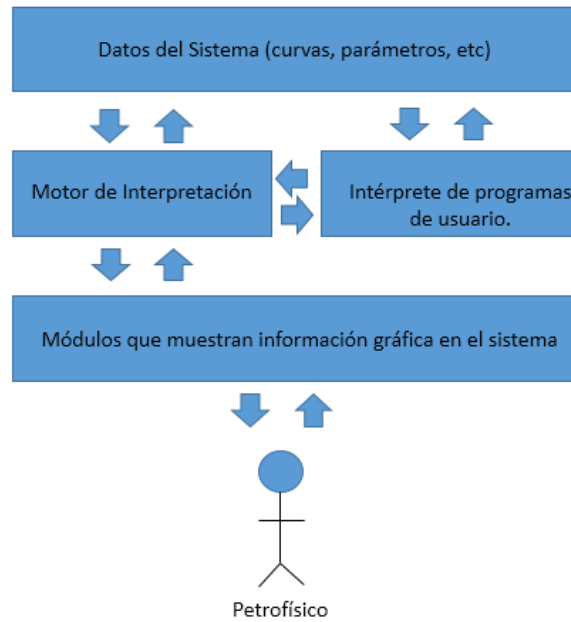 Datos del Sistema (curvas, parámetros, etc)
Motor de Interpretación
Intérprete de programas
de usuario.
Módulos que muestran información gráfica en el sistema
Petrofísico